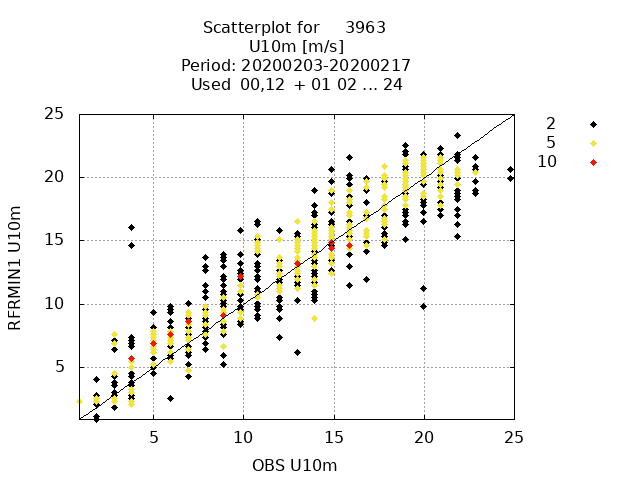 Scatterplot for 3963
U10m [m/s]
Period: 20200203-20200217
Used 00,12 + 01 02 ... 24
25
20
15
10
5
RFRMIN1 U10m
5
10
15
20
25
OBS U10m
2
5
10